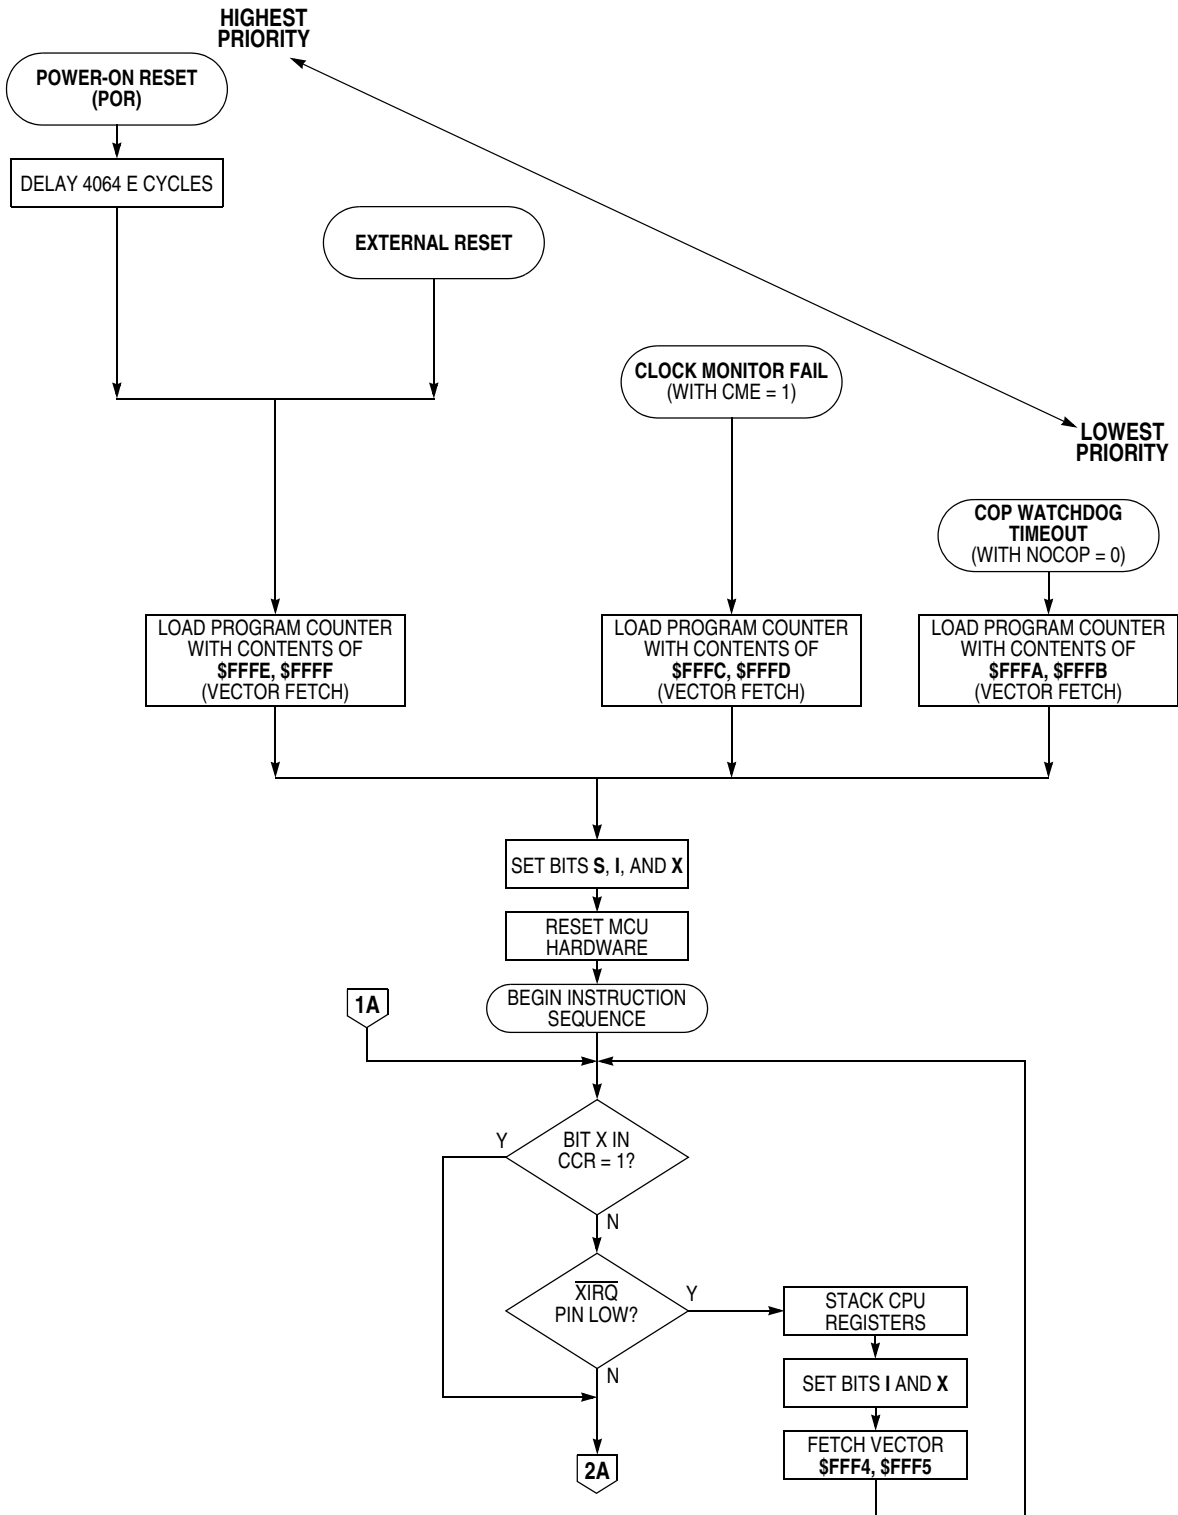 HIGHEST
PRIORITY
POWER-ON RESET
(POR)
DELAY 4064 E CYCLES
EXTERNAL RESET
CLOCK MONITOR FAIL
(WITH CME = 1)
LOWEST
PRIORITY
COP WATCHDOG
TIMEOUT
(WITH NOCOP = 0)
LOAD PROGRAM COUNTER
WITH CONTENTS OF
$FFFE, $FFFF
(VECTOR FETCH)
LOAD PROGRAM COUNTER
WITH CONTENTS OF
$FFFC, $FFFD
(VECTOR FETCH)
LOAD PROGRAM COUNTER
WITH CONTENTS OF
$FFFA, $FFFB
(VECTOR FETCH)
SET BITS S, I, AND X
RESET MCU
HARDWARE
BEGIN INSTRUCTION
SEQUENCE
1A
BIT X IN
CCR = 1?
Y
N
XIRQ
PIN LOW?
Y
N
STACK CPU
REGISTERS
SET BITS I AND X
FETCH VECTOR
$FFF4, $FFF5
2A